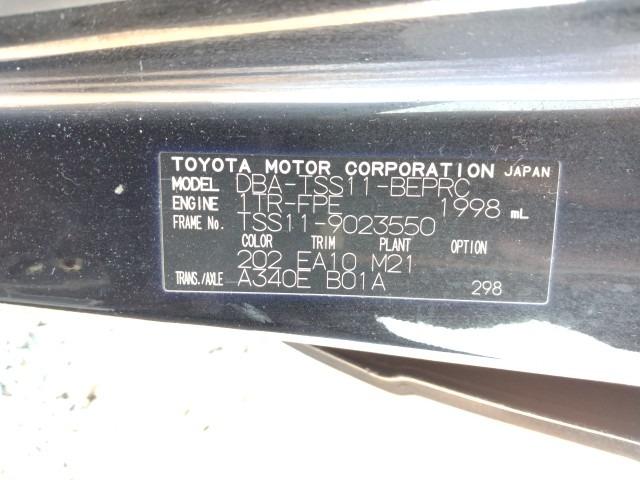 TOYOTA MOTOR CORPORATION JAPAN
MODEL DBA-TSS11-BEPRC
ENGINE 1TR-FPE 1998 mL
FRAME No. TSS11-9023550
COLOR TRIM PLANT OPTION
202 EA10 M21
TRANS./AXLE A340E B01A 298